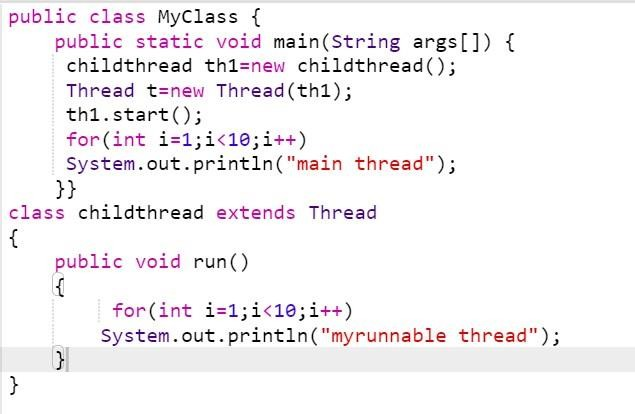 public class MyClass {
public static void main(String args[]) {
childthread th1=new childthread();
Thread t=new Thread(th1);
th1.start();
for(int i=1;i<10;i++)
System.out.println("main thread");
}}
class childthread extends Thread
{
public void run()
{
for(int i=1;i<10;i++)
System.out.println("myrunnable thread");
}
}